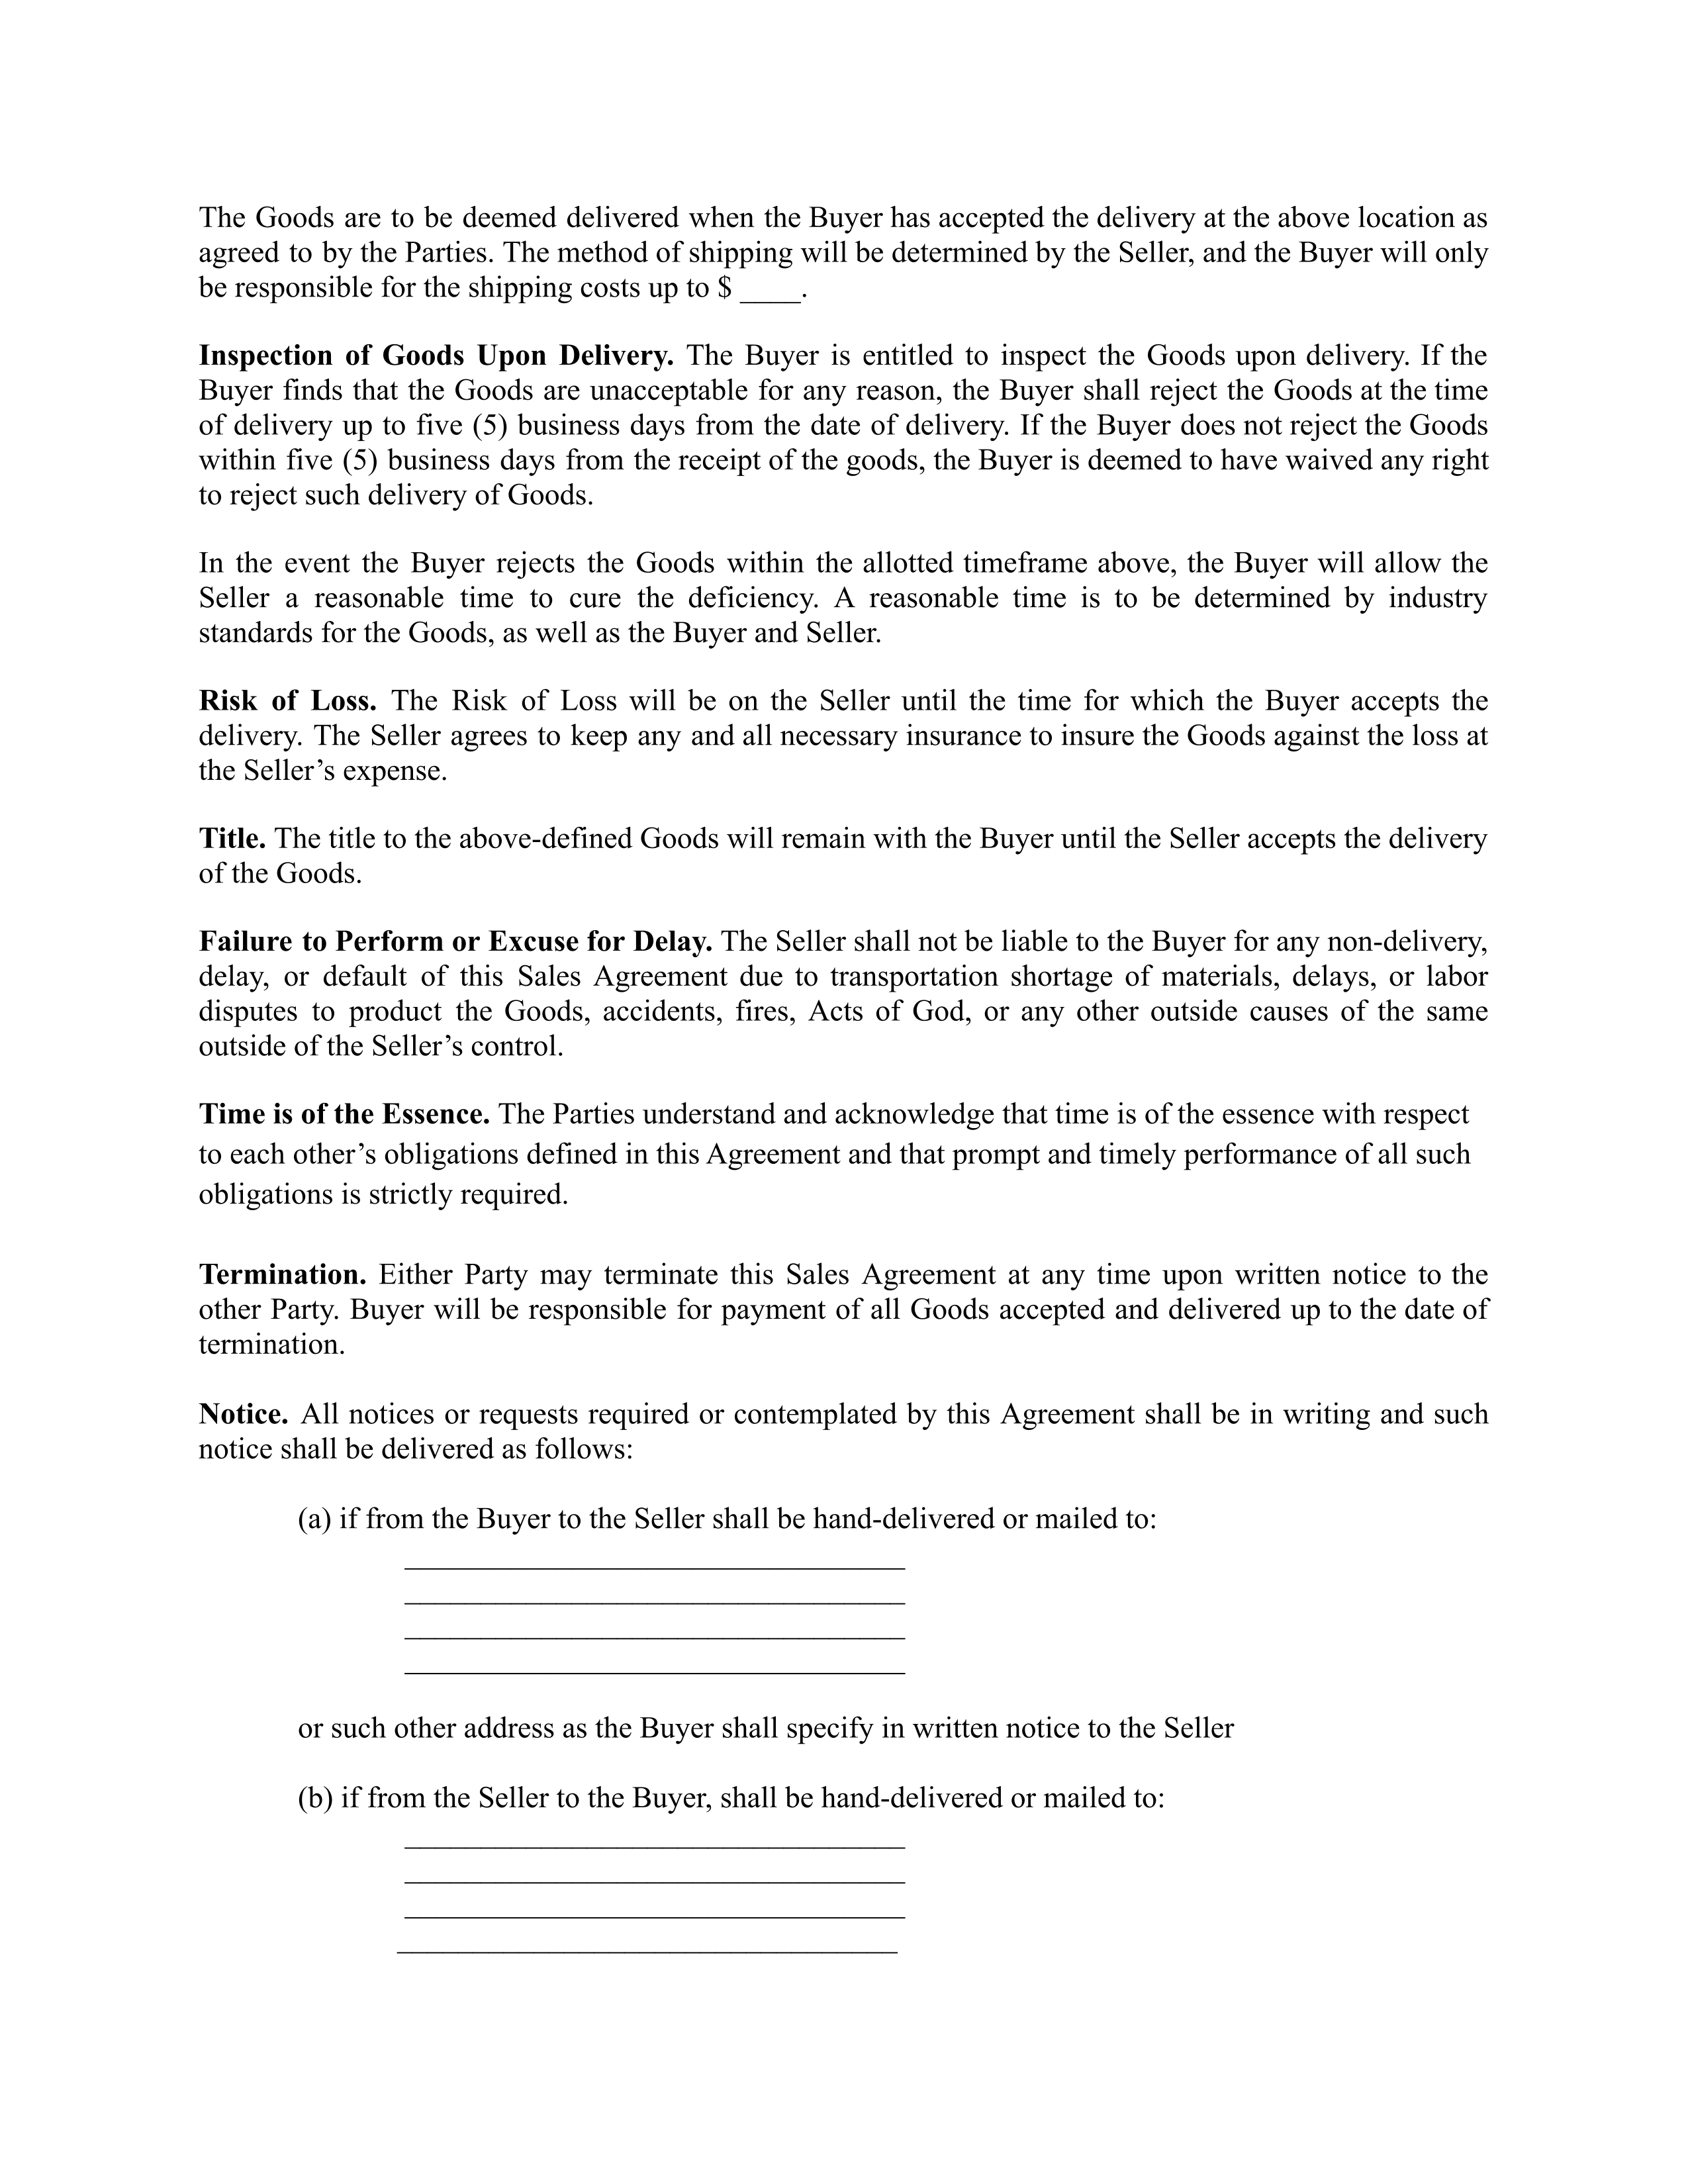 The Goods are to be deemed delivered when the Buyer has accepted the delivery at the above location as
agreed to by the Parties. The method of shipping will be determined by the Seller, and the Buyer will only
be responsible for the shipping costs up to $ ____.
Inspection of Goods Upon Delivery. The Buyer is entitled to inspect the Goods upon delivery. If the
Buyer finds that the Goods are unacceptable for any reason, the Buyer shall reject the Goods at the time
of delivery up to five (5) business days from the date of delivery. If the Buyer does not reject the Goods
within five (5) business days from the receipt of the goods, the Buyer is deemed to have waived any right
to reject such delivery of Goods.
In the event the Buyer rejects the Goods within the allotted timeframe above, the Buyer will allow the
Seller a reasonable time to cure the deficiency. A reasonable time is to be determined by industry
standards for the Goods, as well as the Buyer and Seller.
Risk of Loss. The Risk of Loss will be on the Seller until the time for which the Buyer accepts the
delivery. The Seller agrees to keep any and all necessary insurance to insure the Goods against the loss at
the Seller’s expense.
Title. The title to the above-defined Goods will remain with the Buyer until the Seller accepts the delivery
of the Goods.
Failure to Perform or Excuse for Delay. The Seller shall not be liable to the Buyer for any non-delivery,
delay, or default of this Sales Agreement due to transportation shortage of materials, delays, or labor
disputes to product the Goods, accidents, fires, Acts of God, or any other outside causes of the same
outside of the Seller’s control.
Time is of the Essence. The Parties understand and acknowledge that time is of the essence with respect
to each other’s obligations defined in this Agreement and that prompt and timely performance of all such
obligations is strictly required.
Termination. Either Party may terminate this Sales Agreement at any time upon written notice to the
other Party. Buyer will be responsible for payment of all Goods accepted and delivered up to the date of
termination.
Notice. All notices or requests required or contemplated by this Agreement shall be in writing and such
notice shall be delivered as follows:
(a) if from the Buyer to the Seller shall be hand-delivered or mailed to:
_________________________________
_________________________________
_________________________________
_________________________________
or such other address as the Buyer shall specify in written notice to the Seller
(b) if from the Seller to the Buyer, shall be hand-delivered or mailed to:
_________________________________
_________________________________
_________________________________
_________________________________